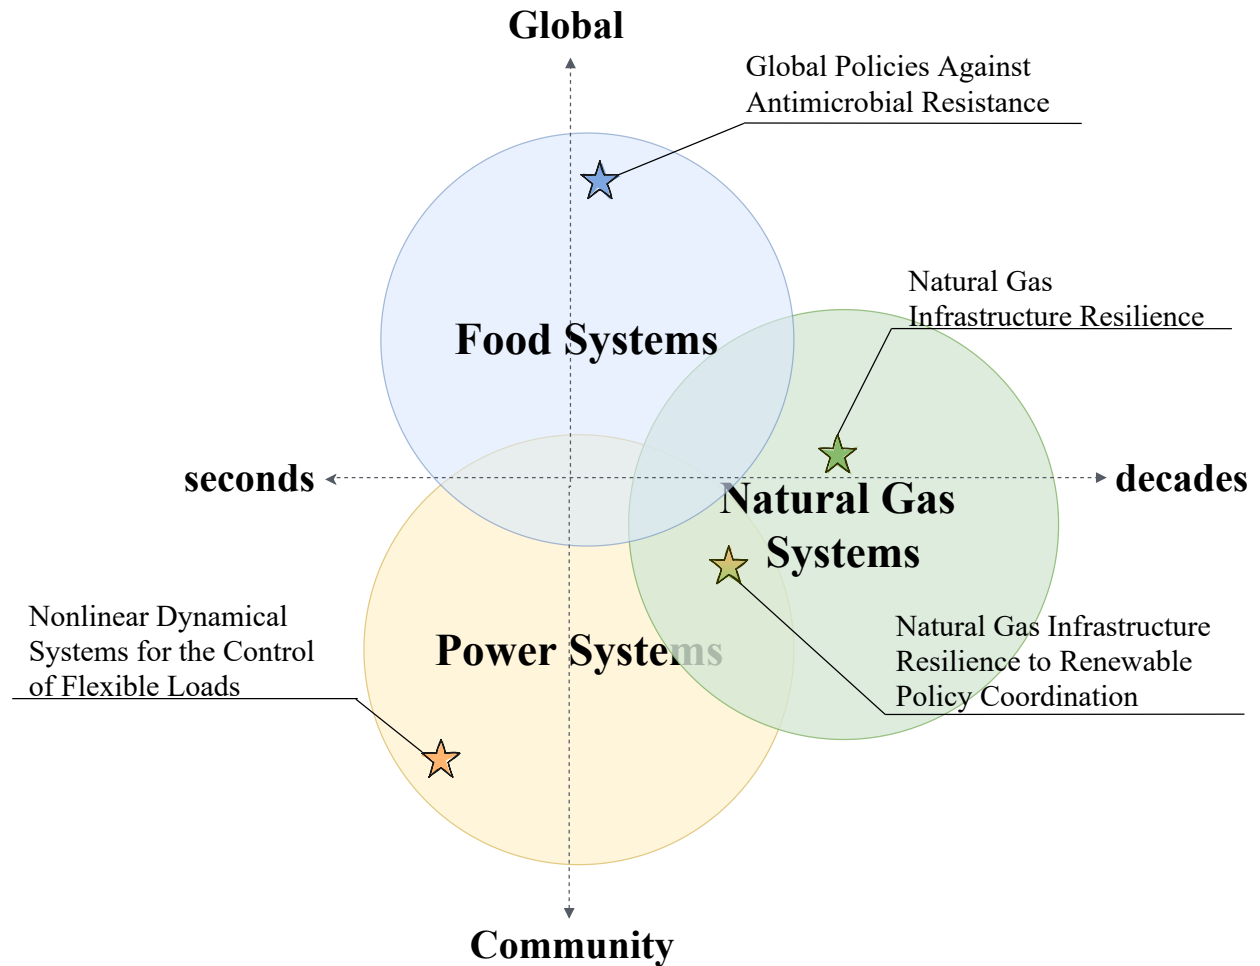 Global
Global Policies Against
Antimicrobial Resistance
Natural Gas
Infrastructure Resilience
Food Systems
seconds
decades
Natural Gas
Systems
Nonlinear Dynamical
Systems for the Control
of Flexible Loads
Power Systems
Natural Gas Infrastructure
Resilience to Renewable
Policy Coordination
Community